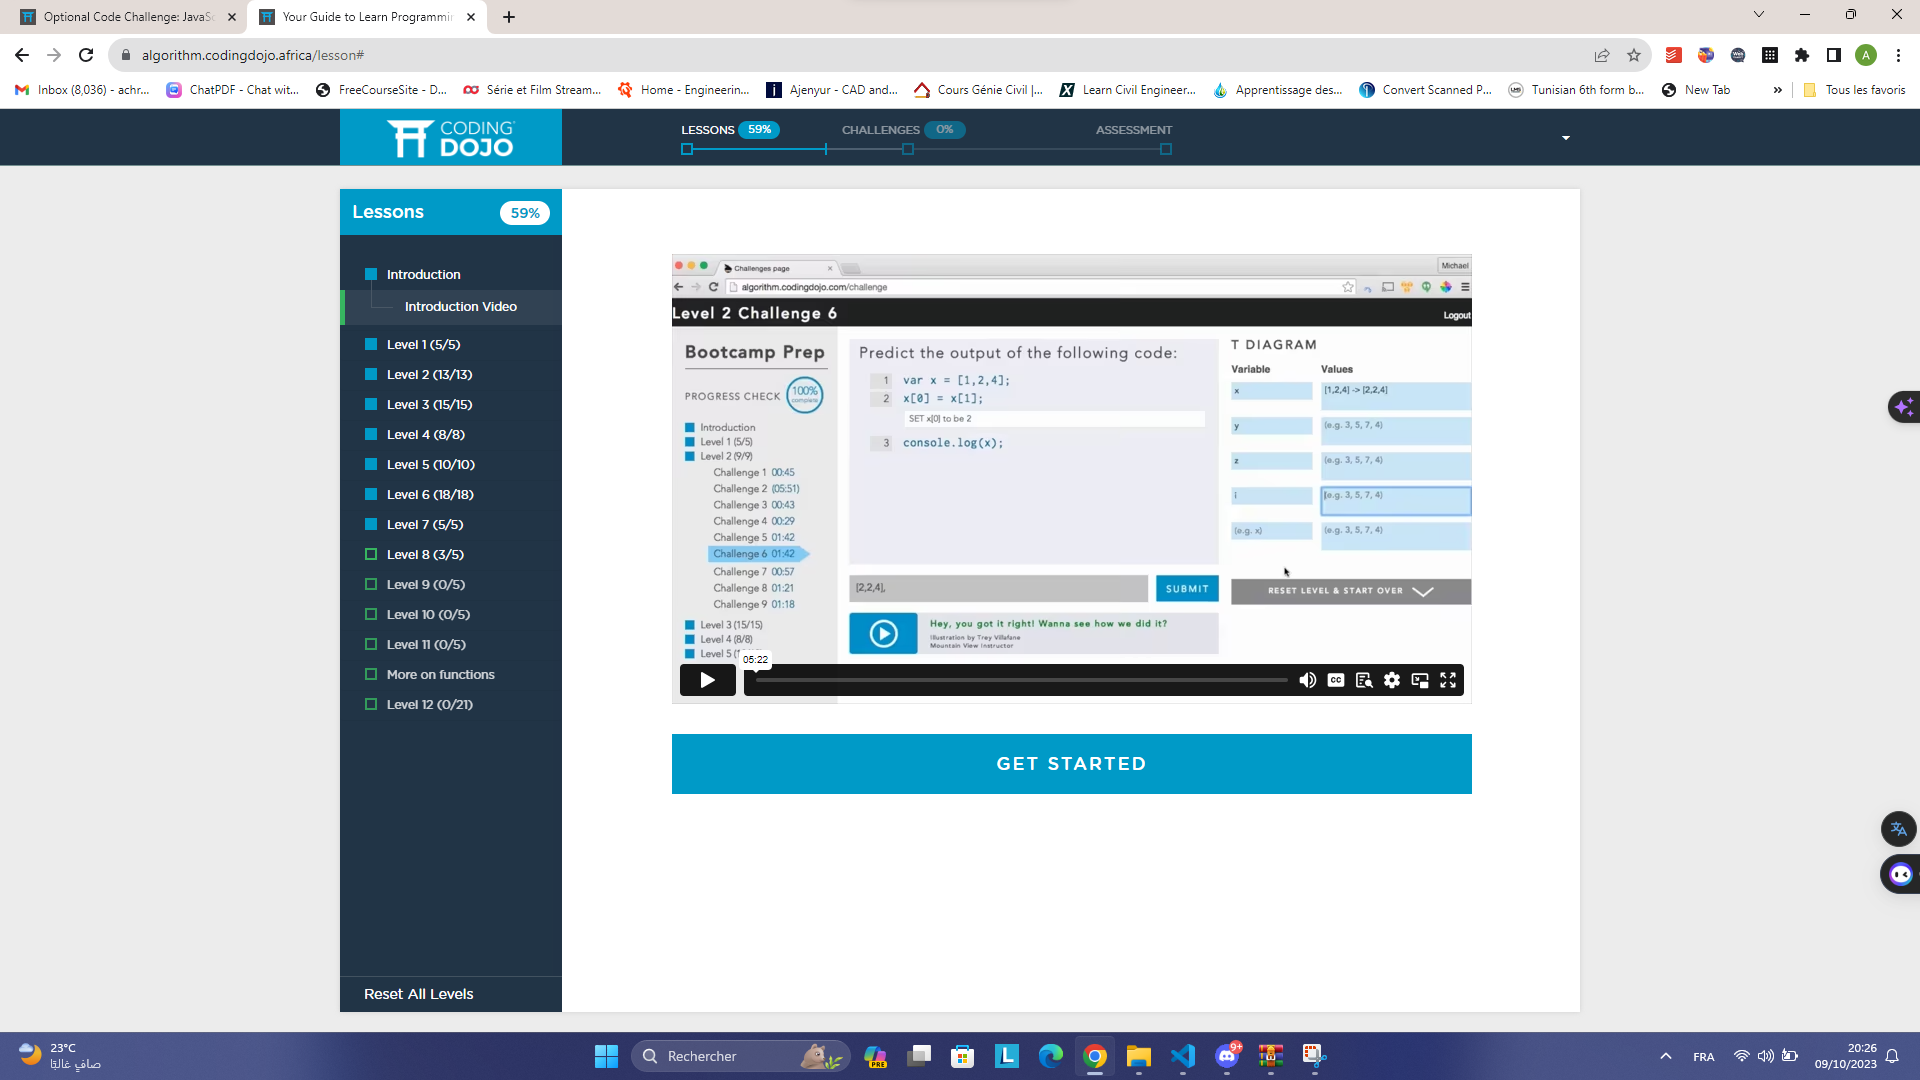 Optional Code Challenge: JavaSc
Your Guide to Learn Programmi
algorithm.codingdojo.africa/lesson#
A
Inbox (8,036) - achr...
ChatPDF - Chat wit...
FreeCourseSite - D...
Série et Film Stream...
Home - Engineerin...
Ajenyur - CAD and...
Cours Génie Civil |...
Learn Civil Engineer...
Apprentissage des...
Convert Scanned P...
Tunisian 6th form b...
New Tab
»
Tous les favoris
CODING
DOJO
LESSONS 59%
CHALLENGES 0%
ASSESSMENT
Lessons 59%
Introduction
Introduction Video
Level 1 (5/5)
Level 2 (13/13)
Level 3 (15/15)
Level 4 (8/8)
Level 5 (10/10)
Level 6 (18/18)
Level 7 (5/5)
Level 8 (3/5)
Level 9 (0/5)
Level 10 (0/5)
Level 11 (0/5)
More on functions
Level 12 (0/21)
Reset All Levels
Challenges page
Michael
algorithm.codingdojo.com/challenge
Level 2 Challenge 6
Logout
Bootcamp Prep
PROGRESS CHECK
100%
complete
Introduction
Level 1 (5/5)
Level 2 (9/9)
Challenge 1 00:45
Challenge 2 (05:51)
Challenge 3 00:43
Challenge 4 00:29
Challenge 5 01:42
Challenge 6 01:42
Challenge 7 00:57
Challenge 8 01:21
Challenge 9 01:18
Level 3 (15/15)
Level 4 (8/8)
Level 5 (1
Predict the output of the following code:
1 var x = [1,2,4];
2 x[0] = x[1];
SET x[0] to be 2
3 console.log(x);
[2,2,4],
SUBMIT
Hey, you got it right! Wanna see how we did it?
Illustration by Trey Villafane
Mountain View Instructor
T DIAGRAM
Variable Values
x [1,2,4] -> [2,2,4]
y (e.g. 3, 5, 7, 4)
z (e.g. 3, 5, 7, 4)
i (e.g. 3, 5, 7, 4)
(e.g. x) (e.g. 3, 5, 7, 4)
RESET LEVEL & START OVER
05:22
CC
GET STARTED
23°C
صافٍ غالبًا
Rechercher
PRE
L
9+
FRA
20:26
09/10/2023